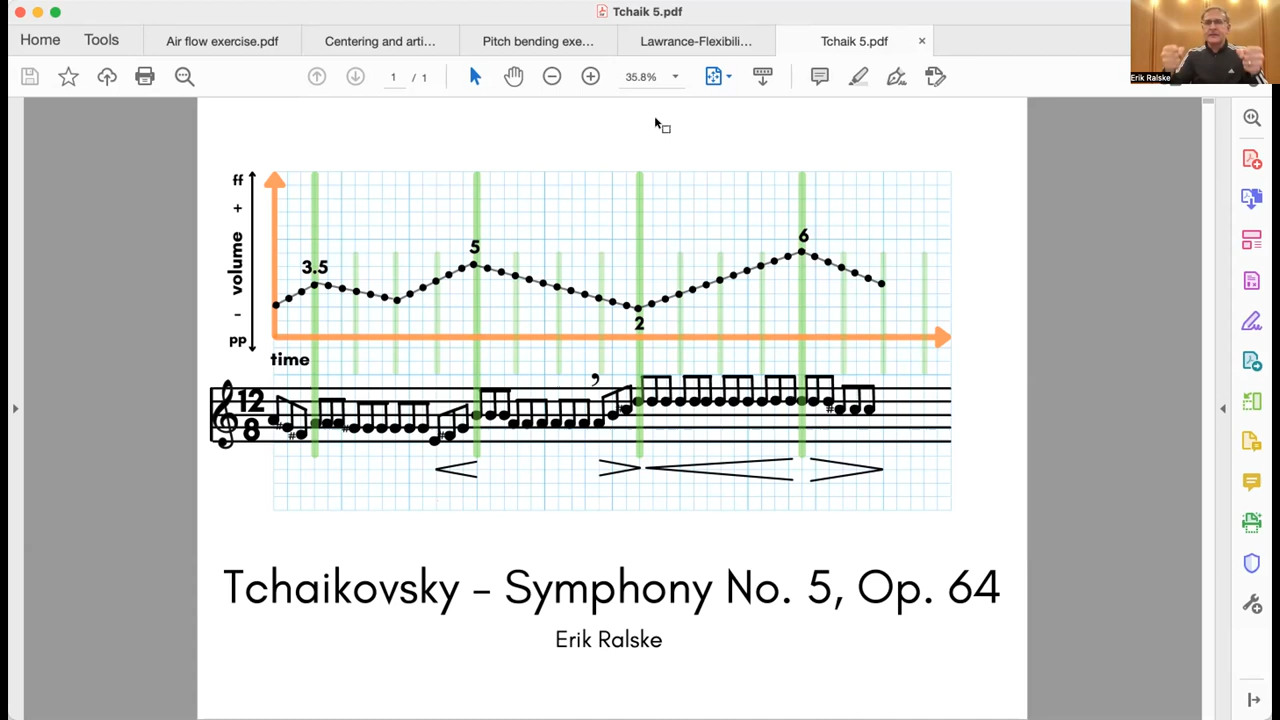 Tchaik 5.pdf
Home Tools Air flow exercise.pdf Centering and arti... Pitch bending exe... Lawrance-Flexibili... Tchaik 5.pdf ×
Erik Ralske
1 / 1 35.8%
ff
+
volume
-
pp
3.5
5
2
6
time
12
8
Tchaikovsky - Symphony No. 5, Op. 64
Erik Ralske